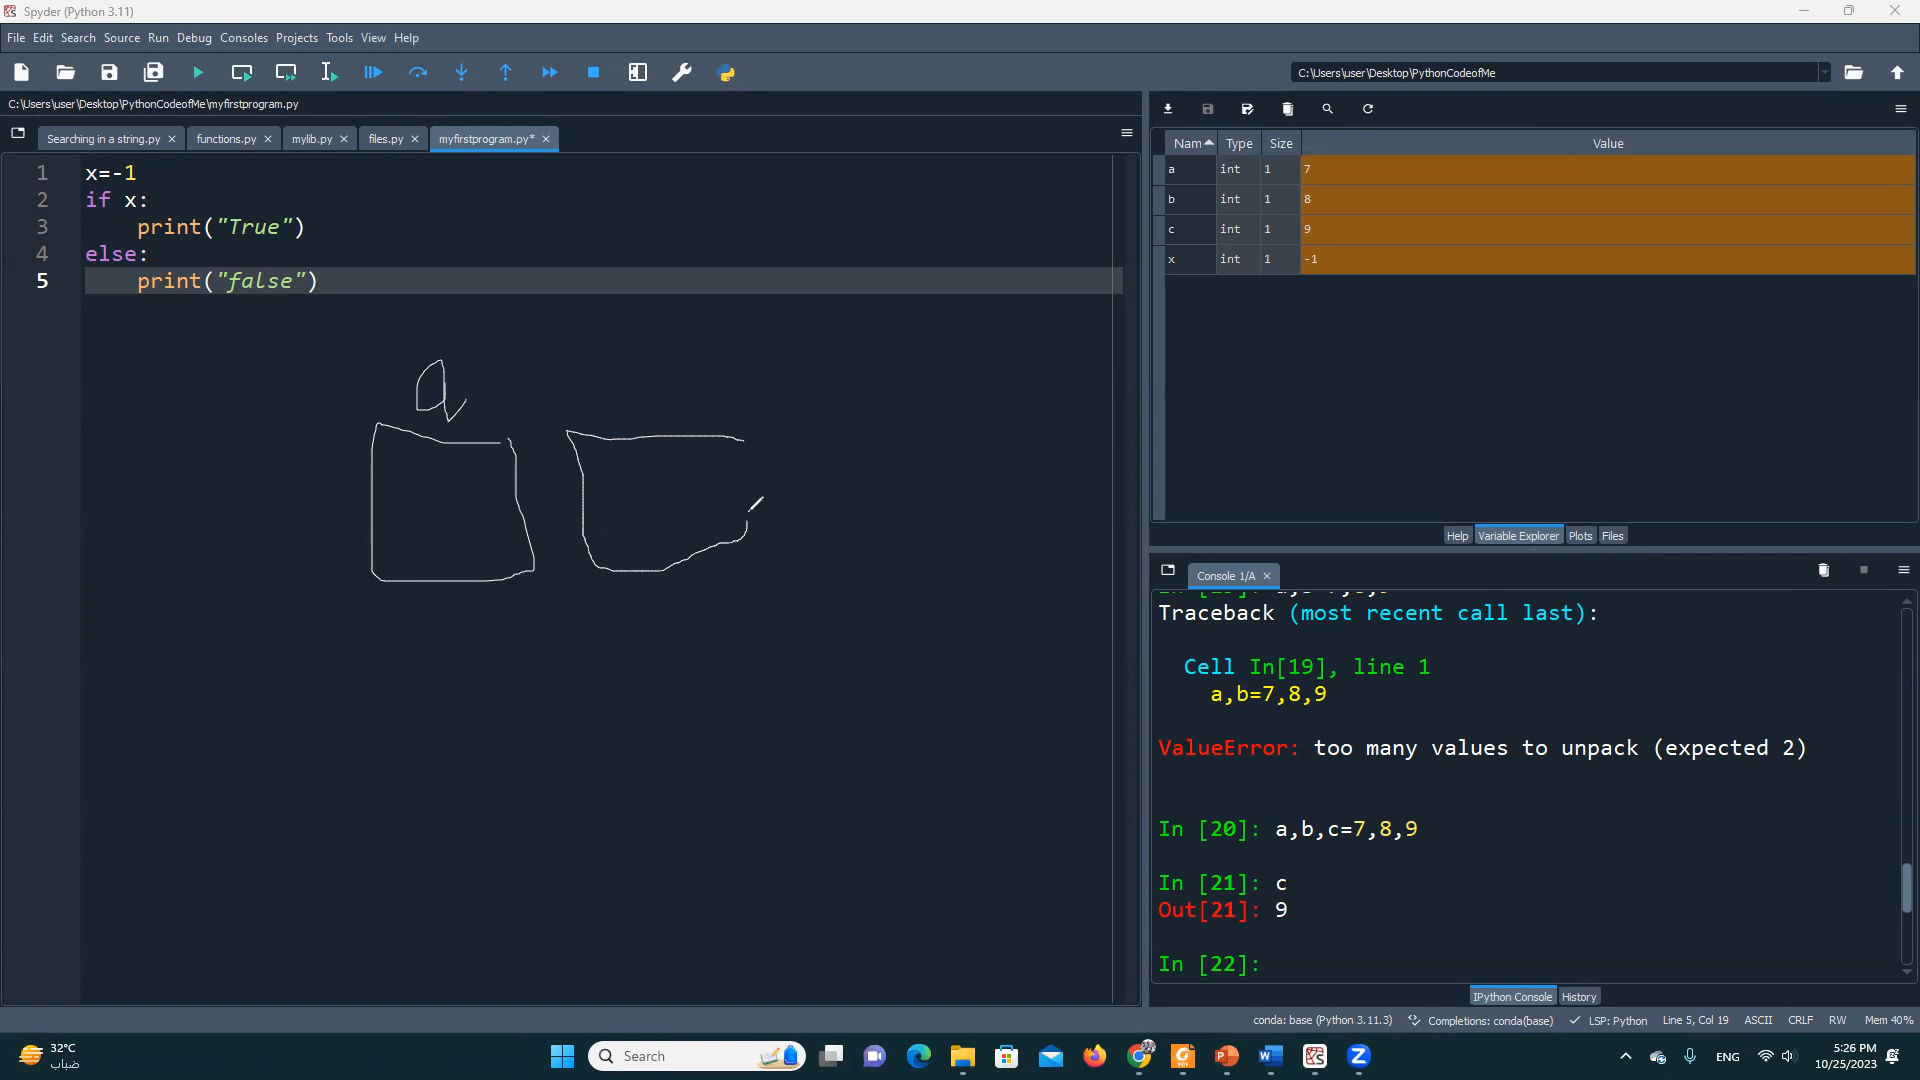 Spyder (Python 3.11)
File Edit Search Source Run Debug Consoles Projects Tools View Help
C:\Users\user\Desktop\PythonCodeofMe
C:\Users\user\Desktop\PythonCodeofMe\myfirstprogram.py
Searching in a string.py functions.py mylib.py files.py myfirstprogram.py*
1 x=-1
2 if x:
3 print("True")
4 else:
5 print("false")
a
Nam Type Size Value
a int 1 7
b int 1 8
c int 1 9
x int 1 -1
Help Variable Explorer Plots Files
Console 1/A
Traceback (most recent call last):
Cell In[19], line 1
a,b=7,8,9
ValueError: too many values to unpack (expected 2)
In [20]: a,b,c=7,8,9
In [21]: c
Out[21]: 9
In [22]:
IPython Console History
conda: base (Python 3.11.3) Completions: conda(base) LSP: Python Line 5, Col 19 ASCII CRLF RW Mem 40%
32°C
ضباب
Search
ENG
5:26 PM
10/25/2023